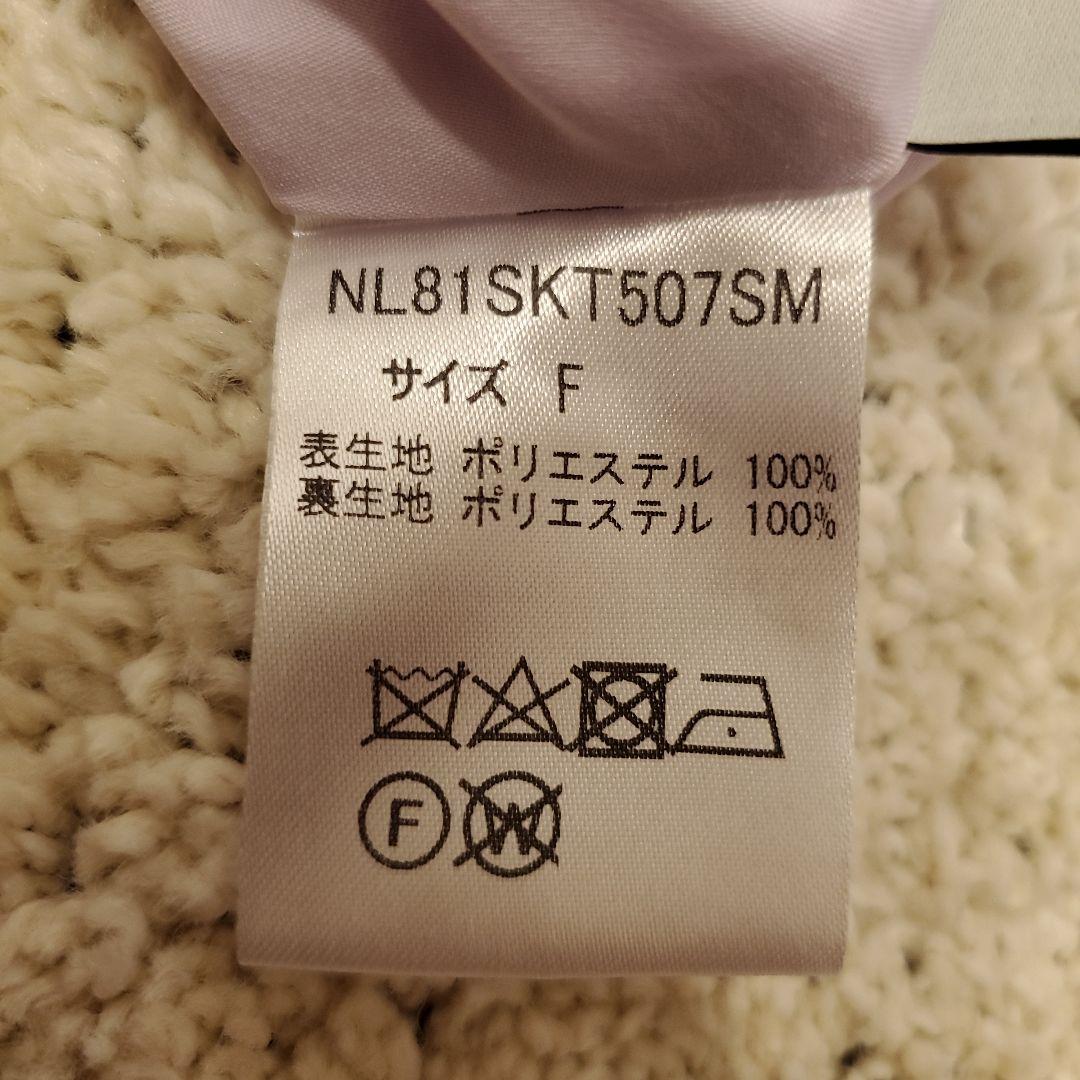 NL81SKT507SM
サイズ F
表生地 ポリエステル 100%
裏生地 ポリエステル 100%
F
W